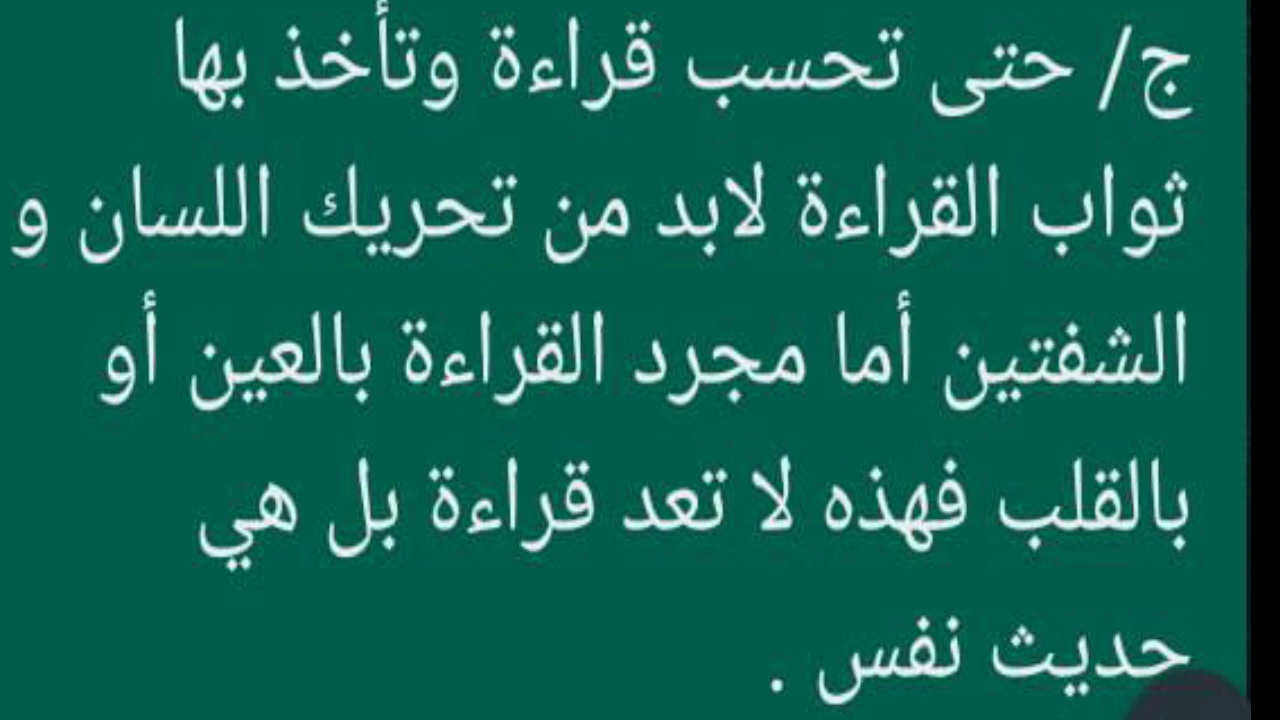 ج/ حتى تحسب قراءة وتأخذ بها
ثواب القراءة لابد من تحريك اللسان و
الشفتين أما مجرد القراءة بالعين أو
بالقلب فهذه لا تعد قراءة بل هي
حديث نفس .